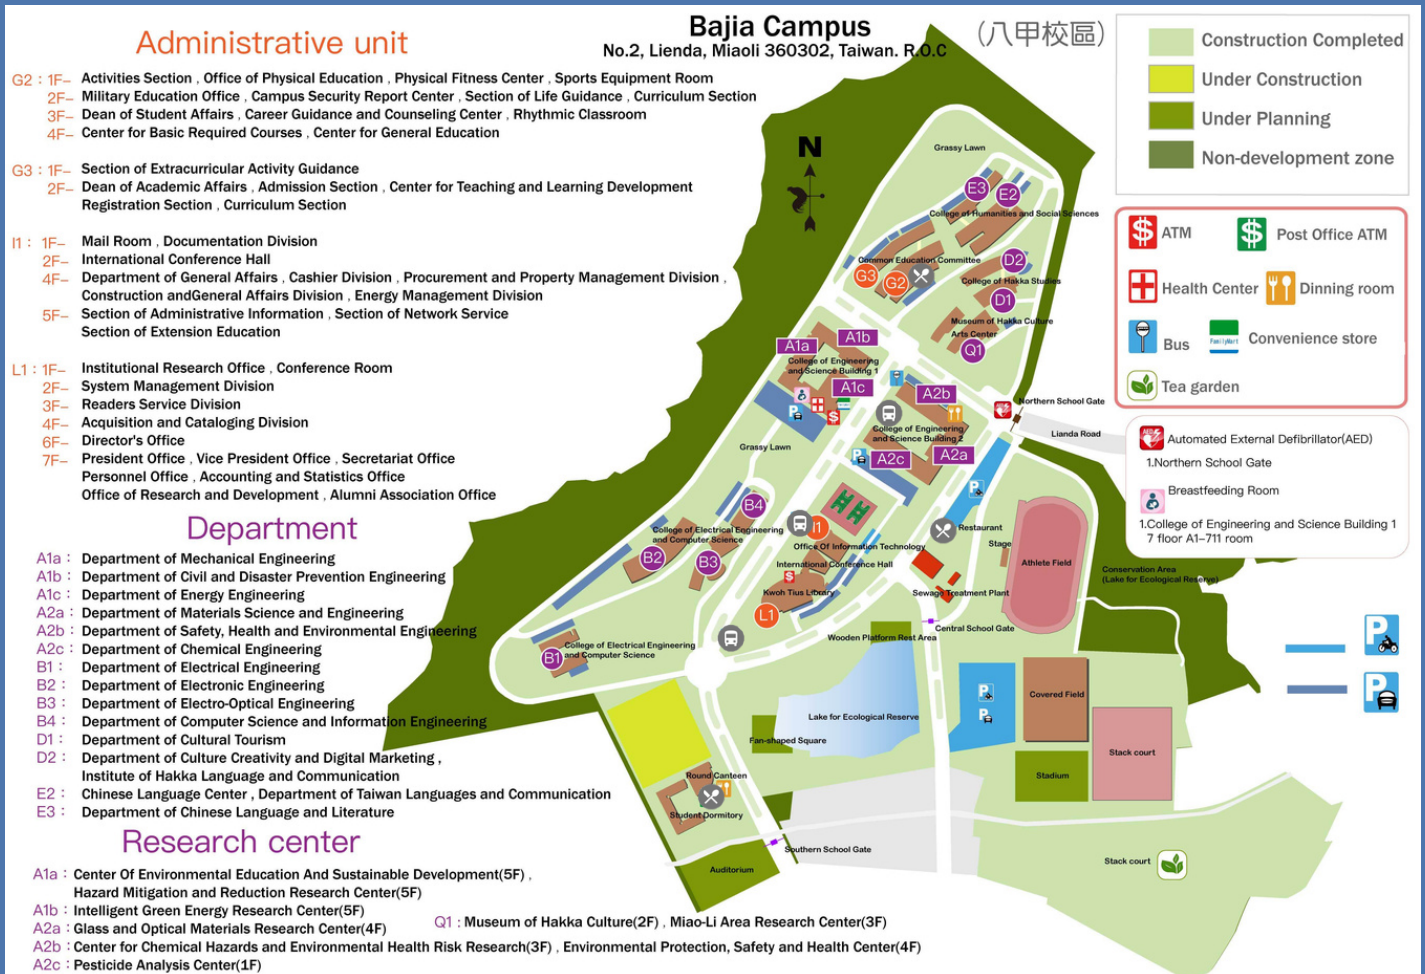 Bajia Campus
(八甲校區)
No.2, Lienda, Miaoli 360302, Taiwan. R.O.C
Administrative unit
G2 : 1F– Activities Section , Office of Physical Education , Physical Fitness Center , Sports Equipment Room
2F– Military Education Office , Campus Security Report Center , Section of Life Guidance , Curriculum Section
3F– Dean of Student Affairs , Career Guidance and Counseling Center , Rhythmic Classroom
4F– Center for Basic Required Courses , Center for General Education
G3 : 1F– Section of Extracurricular Activity Guidance
2F– Dean of Academic Affairs , Admission Section , Center for Teaching and Learning Development
Registration Section , Curriculum Section
I1 : 1F– Mail Room , Documentation Division
2F– International Conference Hall
4F– Department of General Affairs , Cashier Division , Procurement and Property Management Division ,
Construction andGeneral Affairs Division , Energy Management Division
5F– Section of Administrative Information , Section of Network Service
Section of Extension Education
L1 : 1F– Institutional Research Office , Conference Room
2F– System Management Division
3F– Readers Service Division
4F– Acquisition and Cataloging Division
6F– Director's Office
7F– President Office , Vice President Office , Secretariat Office
Personnel Office , Accounting and Statistics Office
Office of Research and Development , Alumni Association Office
Department
A1a : Department of Mechanical Engineering
A1b : Department of Civil and Disaster Prevention Engineering
A1c : Department of Energy Engineering
A2a : Department of Materials Science and Engineering
A2b : Department of Safety, Health and Environmental Engineering
A2c : Department of Chemical Engineering
B1 : Department of Electrical Engineering
B2 : Department of Electronic Engineering
B3 : Department of Electro-Optical Engineering
B4 : Department of Computer Science and Information Engineering
D1 : Department of Cultural Tourism
D2 : Department of Culture Creativity and Digital Marketing ,
Institute of Hakka Language and Communication
E2 : Chinese Language Center , Department of Taiwan Languages and Communication
E3 : Department of Chinese Language and Literature
Research center
A1a : Center Of Environmental Education And Sustainable Development(5F) ,
Hazard Mitigation and Reduction Research Center(5F)
A1b : Intelligent Green Energy Research Center(5F)
A2a : Glass and Optical Materials Research Center(4F)
A2b : Center for Chemical Hazards and Environmental Health Risk Research(3F) , Environmental Protection, Safety and Health Center(4F)
A2c : Pesticide Analysis Center(1F)
Q1 : Museum of Hakka Culture(2F) , Miao-Li Area Research Center(3F)
N
Grassy Lawn
E3
E2
College of Humanities and Social Sciences
Common Education Committee
G3
G2
D2
College of Hakka Studies
D1
Museum of Hakka Culture
Arts Center
Q1
A1a
A1b
College of Engineering
and Science Building 1
A1c
P
$
A2b
College of Engineering
and Science Building 2
A2c
A2a
P
Northern School Gate
Lianda Road
Grassy Lawn
P
B4
College of Electrical Engineering
and Computer Science
B2
B3
I1
Office Of Information Technology
International Conference Hall
$
Kwoh Tius Library
L1
Restaurant
Stage
Athlete Field
Sewage Treatment Plant
Conservation Area
(Lake for Ecological Reserve)
Central School Gate
Wooden Platform Rest Area
B1
College of Electrical Engineering
and Computer Science
Lake for Ecological Reserve
Fan-shaped Square
P
P
Covered Field
Stack court
Stadium
Round Canteen
Student Dormitory
Southern School Gate
Auditorium
Stack court
Construction Completed
Under Construction
Under Planning
Non-development zone
$ ATM
$ Post Office ATM
Health Center
Dinning room
Bus
FamilyMart
Convenience store
Tea garden
AED
Automated External Defibrillator(AED)
1.Northern School Gate
Breastfeeding Room
1.College of Engineering and Science Building 1
7 floor A1–711 room
P
P